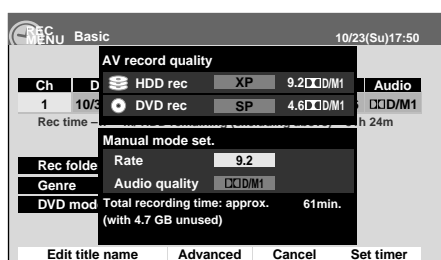 REC
MENU Basic 10/23(Su)17:50
AV record quality
HDD rec XP 9.2 D/M1
DVD rec SP 4.6 D/M1
Ch D Audio
1 10/3 D/M1
Rec time – h 24m
Manual mode set.
Rate 9.2
Audio quality D/M1
Total recording time: approx. 61min.
(with 4.7 GB unused)
Rec folde
Genre
DVD mod
Edit title name Advanced Cancel Set timer